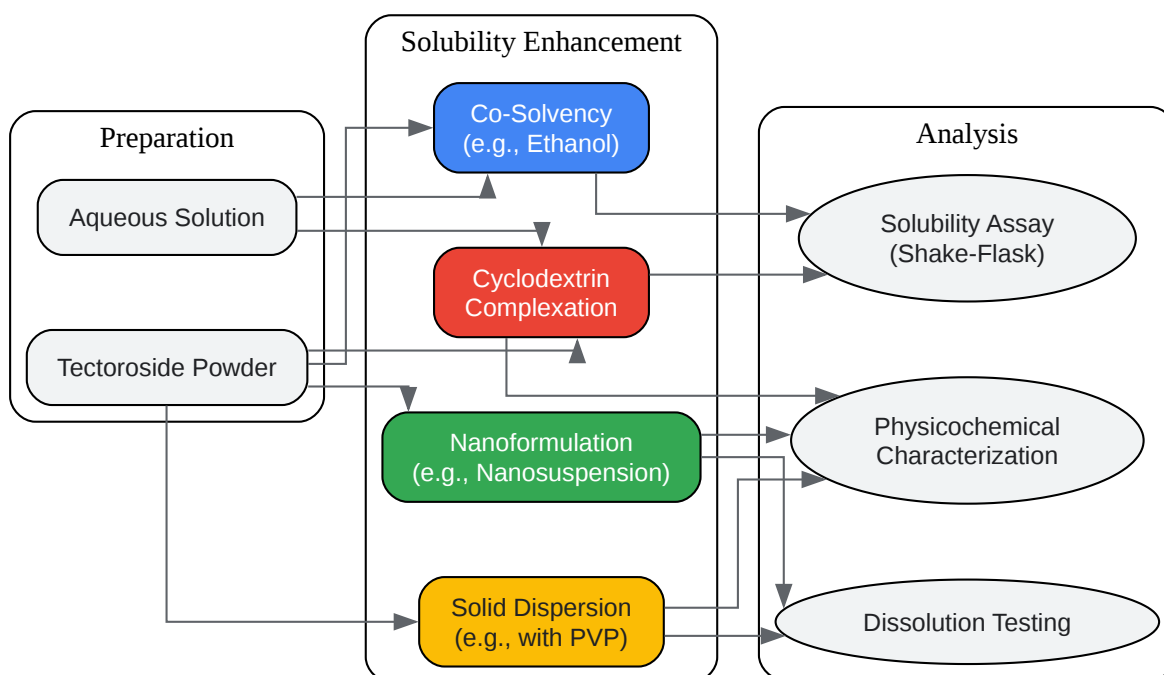 Preparation
Aqueous Solution
Tectoroside Powder
Solubility Enhancement
Co-Solvency
(e.g., Ethanol)
Cyclodextrin
Complexation
Nanoformulation
(e.g., Nanosuspension)
Solid Dispersion
(e.g., with PVP)
Analysis
Solubility Assay
(Shake-Flask)
Physicochemical
Characterization
Dissolution Testing